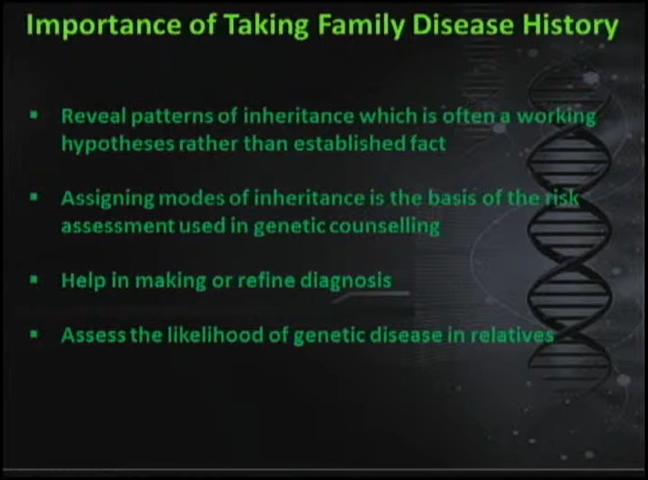 Importance of Taking Family Disease History
▪ Reveal patterns of inheritance which is often a working
hypotheses rather than established fact
▪ Assigning modes of inheritance is the basis of the risk
assessment used in genetic counselling
▪ Help in making or refine diagnosis
▪ Assess the likelihood of genetic disease in relatives